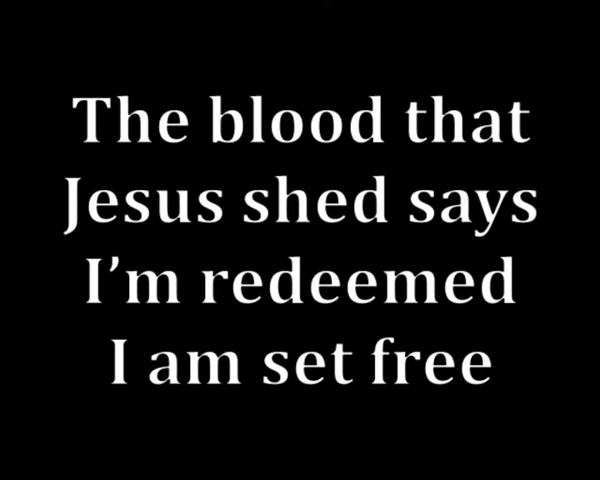 The blood that
Jesus shed says
I’m redeemed
I am set free